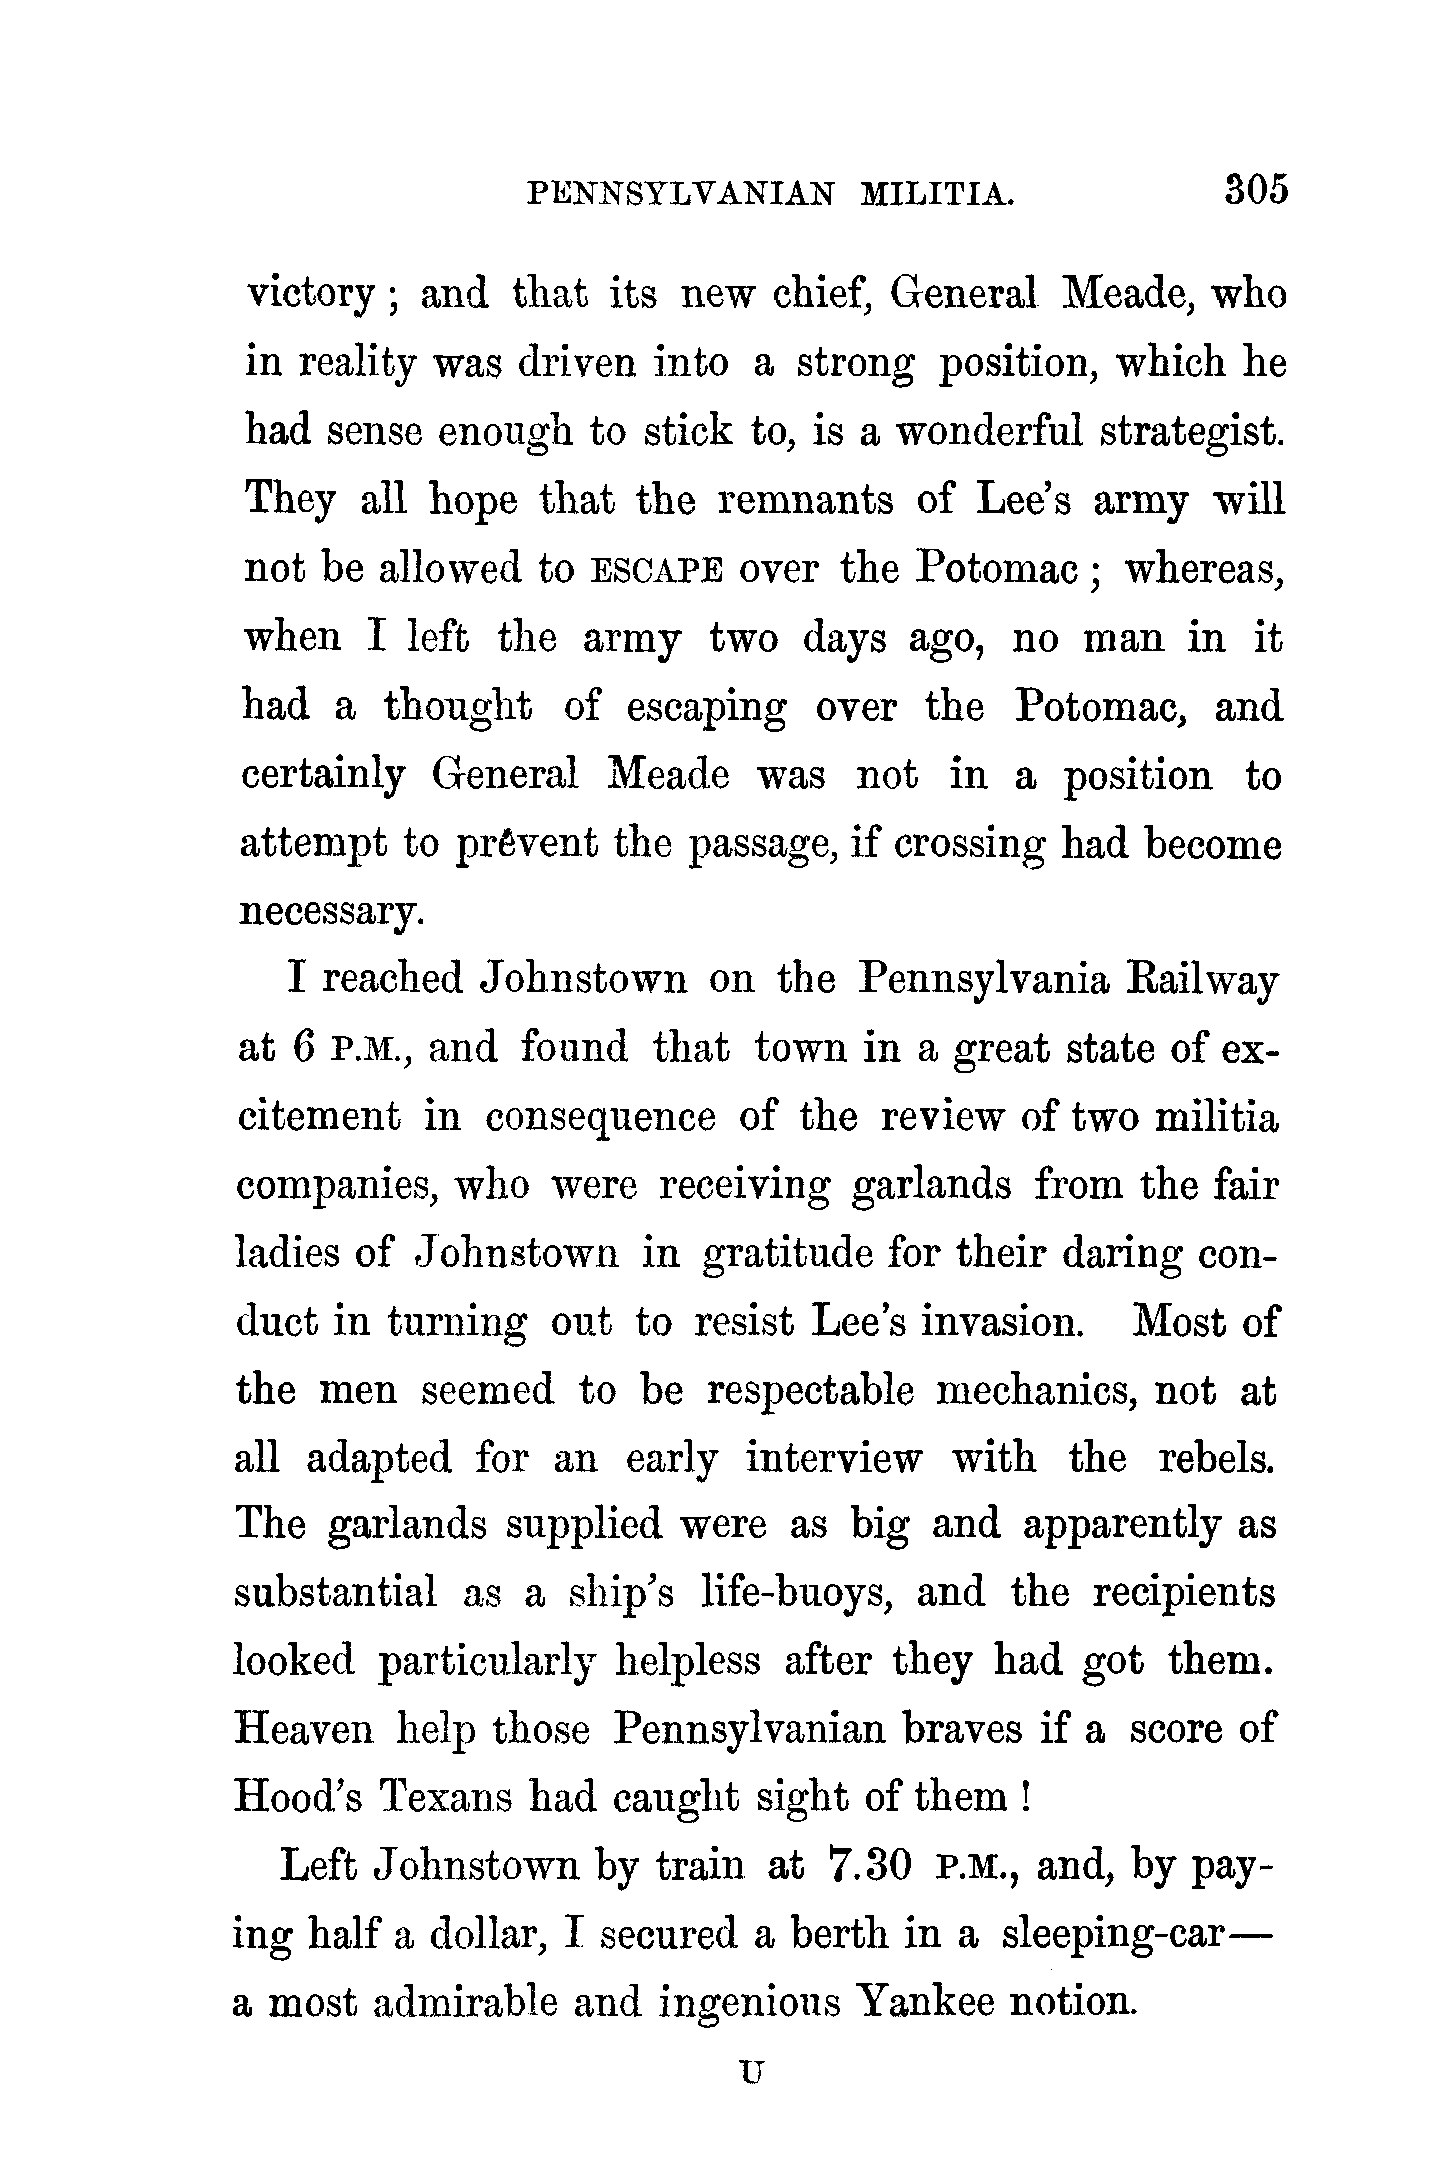 PENNSYLVANIAN MILITIA. 305
victory ; and that its new chief, General Meade, who
in reality was driven into a strong position, which he
had sense enough to stick to, is a wonderful strategist.
They all hope that the remnants of Lee's army will
not be allowed to ESCAPE over the Potomac ; whereas,
when I left the army two days ago, no man in it
had a thought of escaping over the Potomac, and
certainly General Meade was not in a position to
attempt to prevent the passage, if crossing had become
necessary.
I reached Johnstown on the Pennsylvania Railway
at 6 P.M., and found that town in a great state of ex-
citement in consequence of the review of two militia
companies, who were receiving garlands from the fair
ladies of Johnstown in gratitude for their daring con-
duct in turning out to resist Lee's invasion. Most of
the men seemed to be respectable mechanics, not at
all adapted for an early interview with the rebels.
The garlands supplied were as big and apparently as
substantial as a ship's life-buoys, and the recipients
looked particularly helpless after they had got them.
Heaven help those Pennsylvanian braves if a score of
Hood's Texans had caught sight of them !
Left Johnstown by train at 7.30 P.M., and, by pay-
ing half a dollar, I secured a berth in a sleeping-car—
a most admirable and ingenious Yankee notion.
U